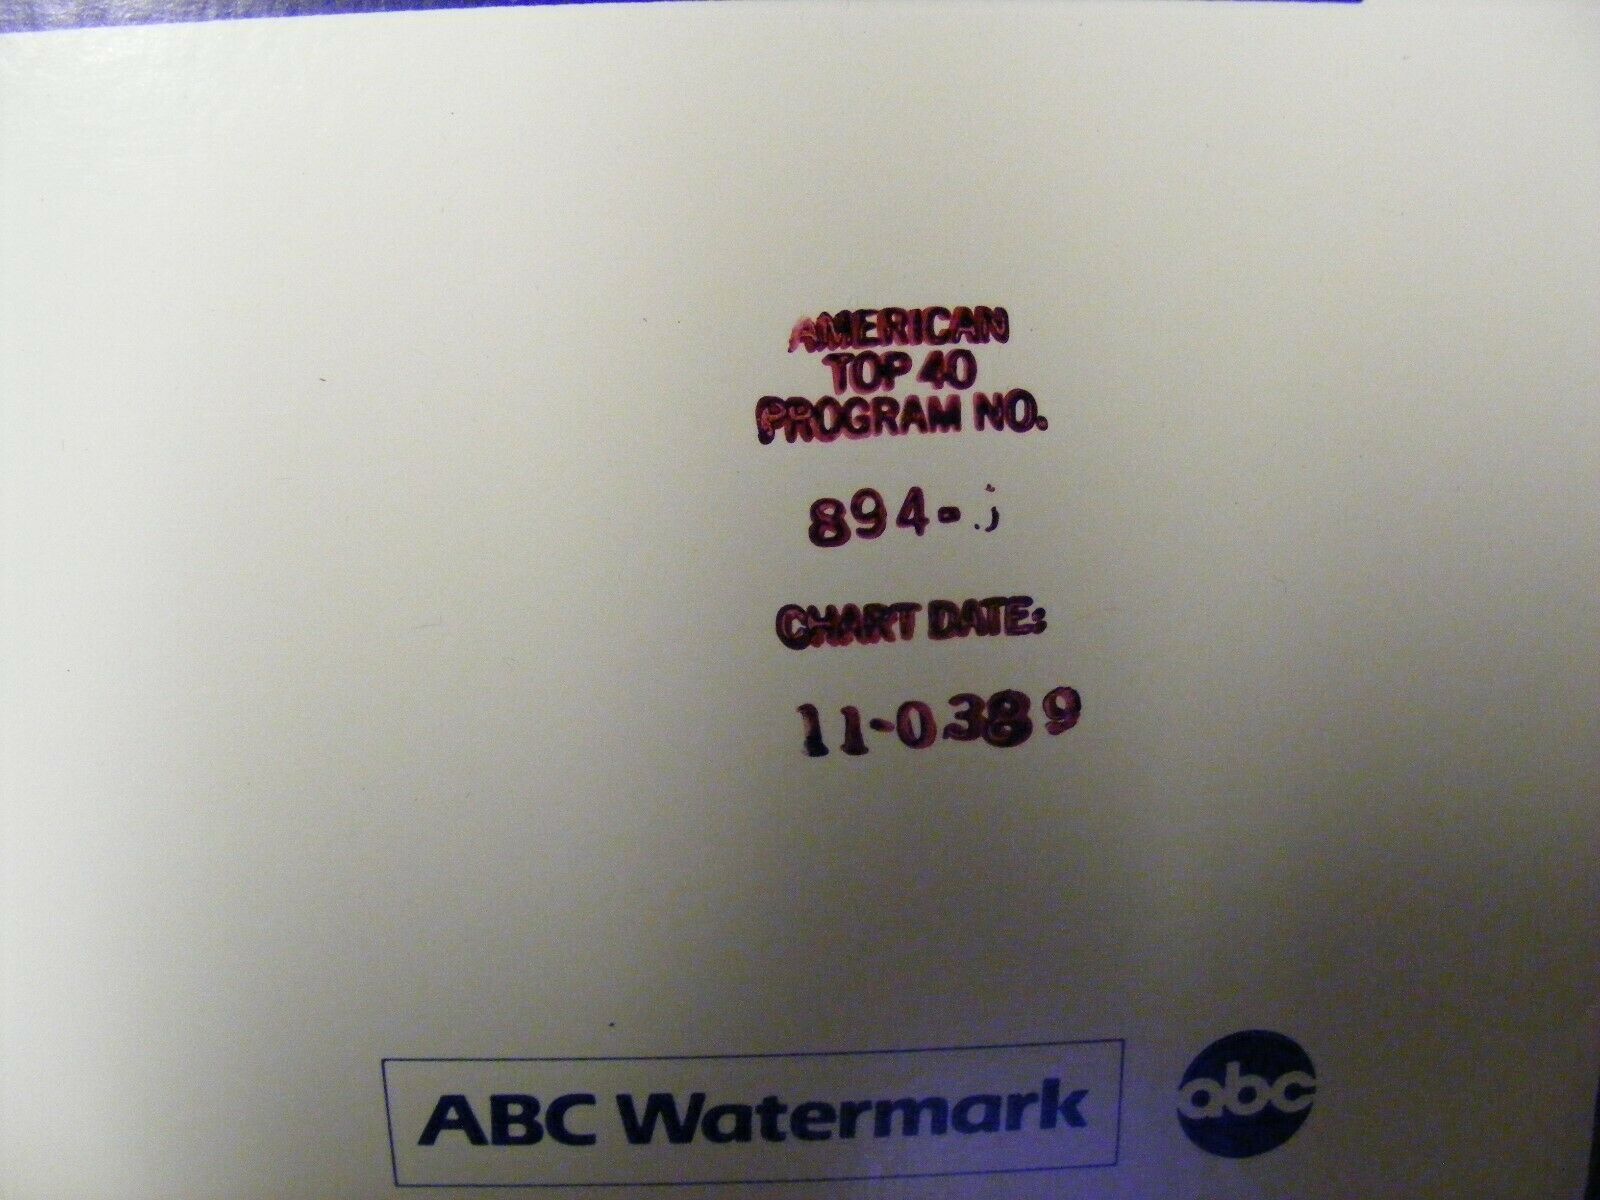 AMERICAN
TOP 40
PROGRAM NO.
894-
CHART DATE:
11-0389
ABC Watermark
abc